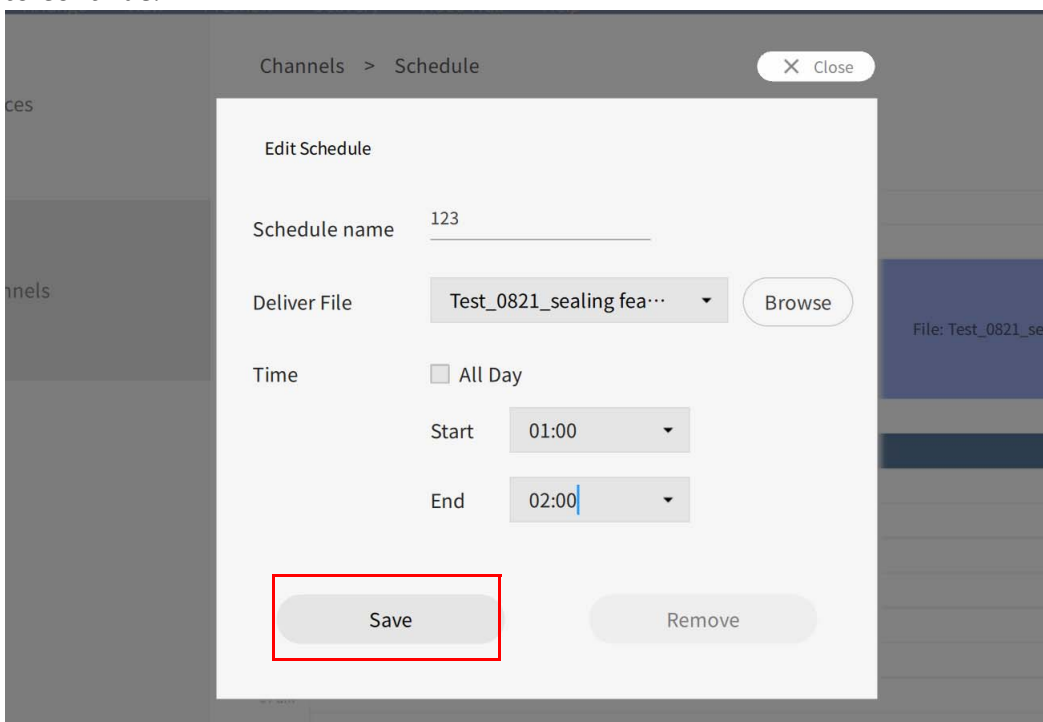 Channels > Schedule
Close
ces
Edit Schedule
Schedule name 123
nnels
Deliver File Test_0821_sealing fea··· Browse
File: Test_0821_se
Time All Day
Start 01:00
End 02:00
Save Remove